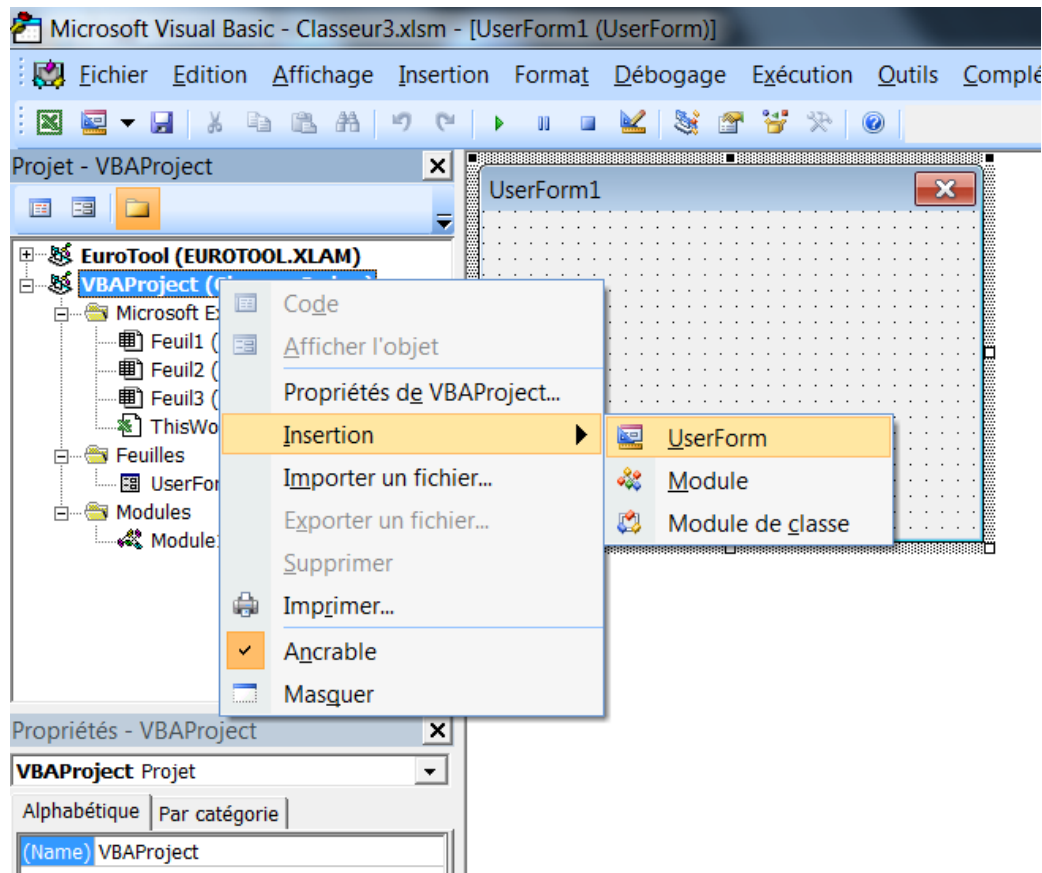 Microsoft Visual Basic - Classeur3.xlsm - [UserForm1 (UserForm)]
Fichier Edition Affichage Insertion Format Débogage Exécution Outils Complé
Projet - VBAProject
EuroTool (EUROTOOL.XLAM)
VBAProject (
Microsoft E
Feuil1 (
Feuil2 (
Feuil3 (
ThisWo
Feuilles
UserFor
Modules
Module
Code
Afficher l'objet
Propriétés de VBAProject...
Insertion
Importer un fichier...
Exporter un fichier...
Supprimer
Imprimer...
Ancrable
Masquer
UserForm1
UserForm
Module
Module de classe
Propriétés - VBAProject
VBAProject Projet
Alphabétique Par catégorie
(Name) VBAProject